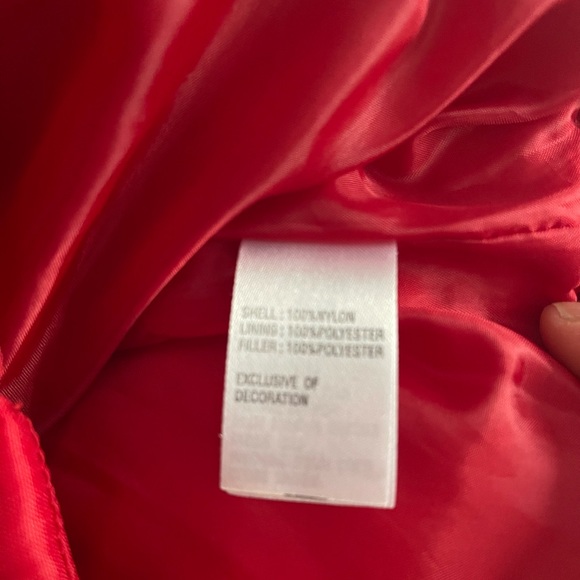 SHELL: 100%NYLON
LINING: 100%POLYESTER
FILLER: 100%POLYESTER
EXCLUSIVE OF
DECORATION